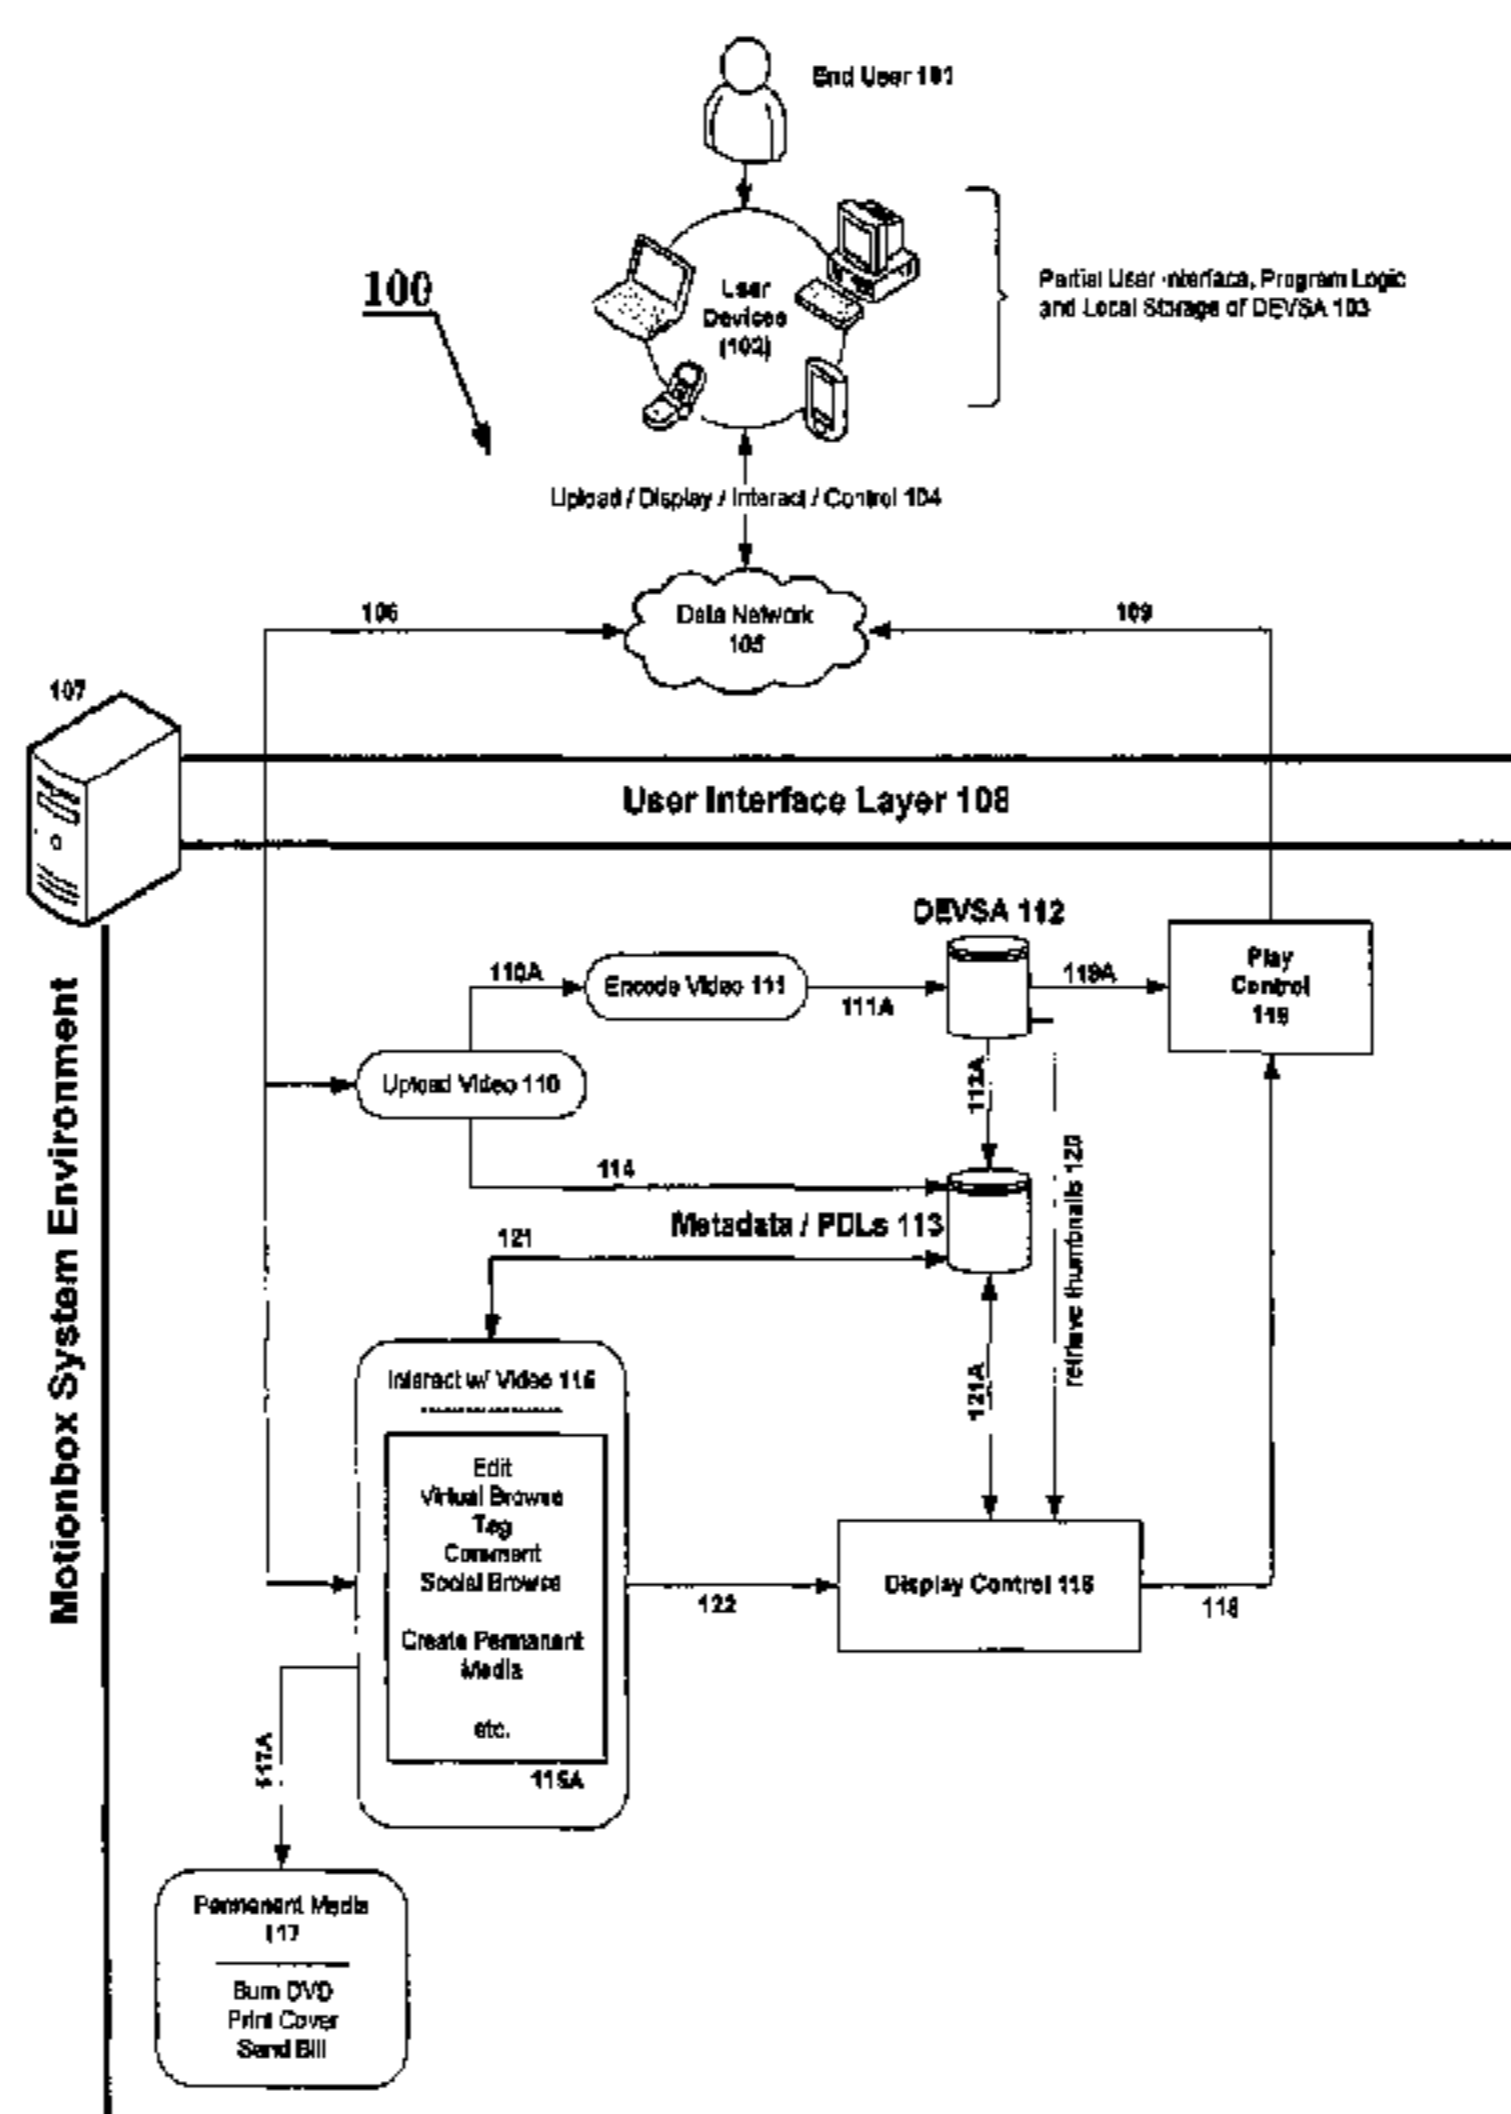 End User 101
100
User
Devices
(102)
Partial User Interface, Program Logic
and Local Storage of DEVSA 103
Upload / Display / Interact / Control 104
106
Data Network
105
109
107
User Interface Layer 108
Motionbox System Environment
DEVSA 112
110A
Encode Video 111
111A
119A
Play
Control
119
Upload Video 110
112A
114
retrieve thumbnails 120
Metadata / PDLs 113
121
121A
Interact w/ Video 115
Edit
Virtual Browse
Tag
Comment
Social Browse
Create Permanent
Media
etc.
115A
122
Display Control 116
118
117A
Permanent Media
117
Burn DVD
Print Cover
Send Bill